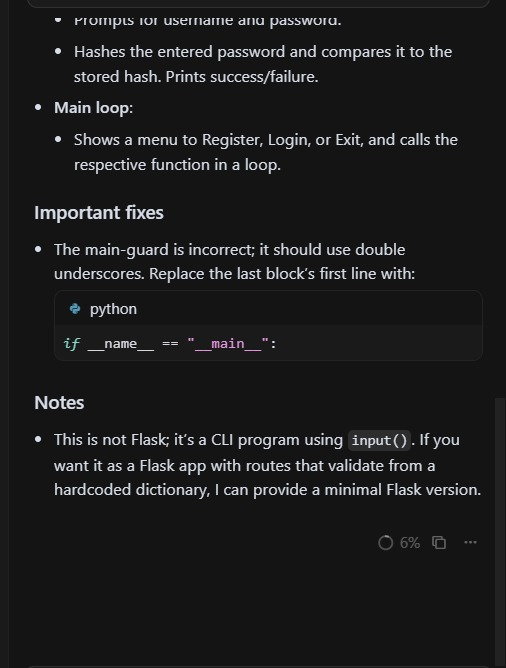 Prompts for username and password.
Hashes the entered password and compares it to the
stored hash. Prints success/failure.
Main loop:
Shows a menu to Register, Login, or Exit, and calls the
respective function in a loop.
Important fixes
The main-guard is incorrect; it should use double
underscores. Replace the last block’s first line with:
python
if __name__ == "__main__":
Notes
This is not Flask; it’s a CLI program using input(). If you
want it as a Flask app with routes that validate from a
hardcoded dictionary, I can provide a minimal Flask version.
6%